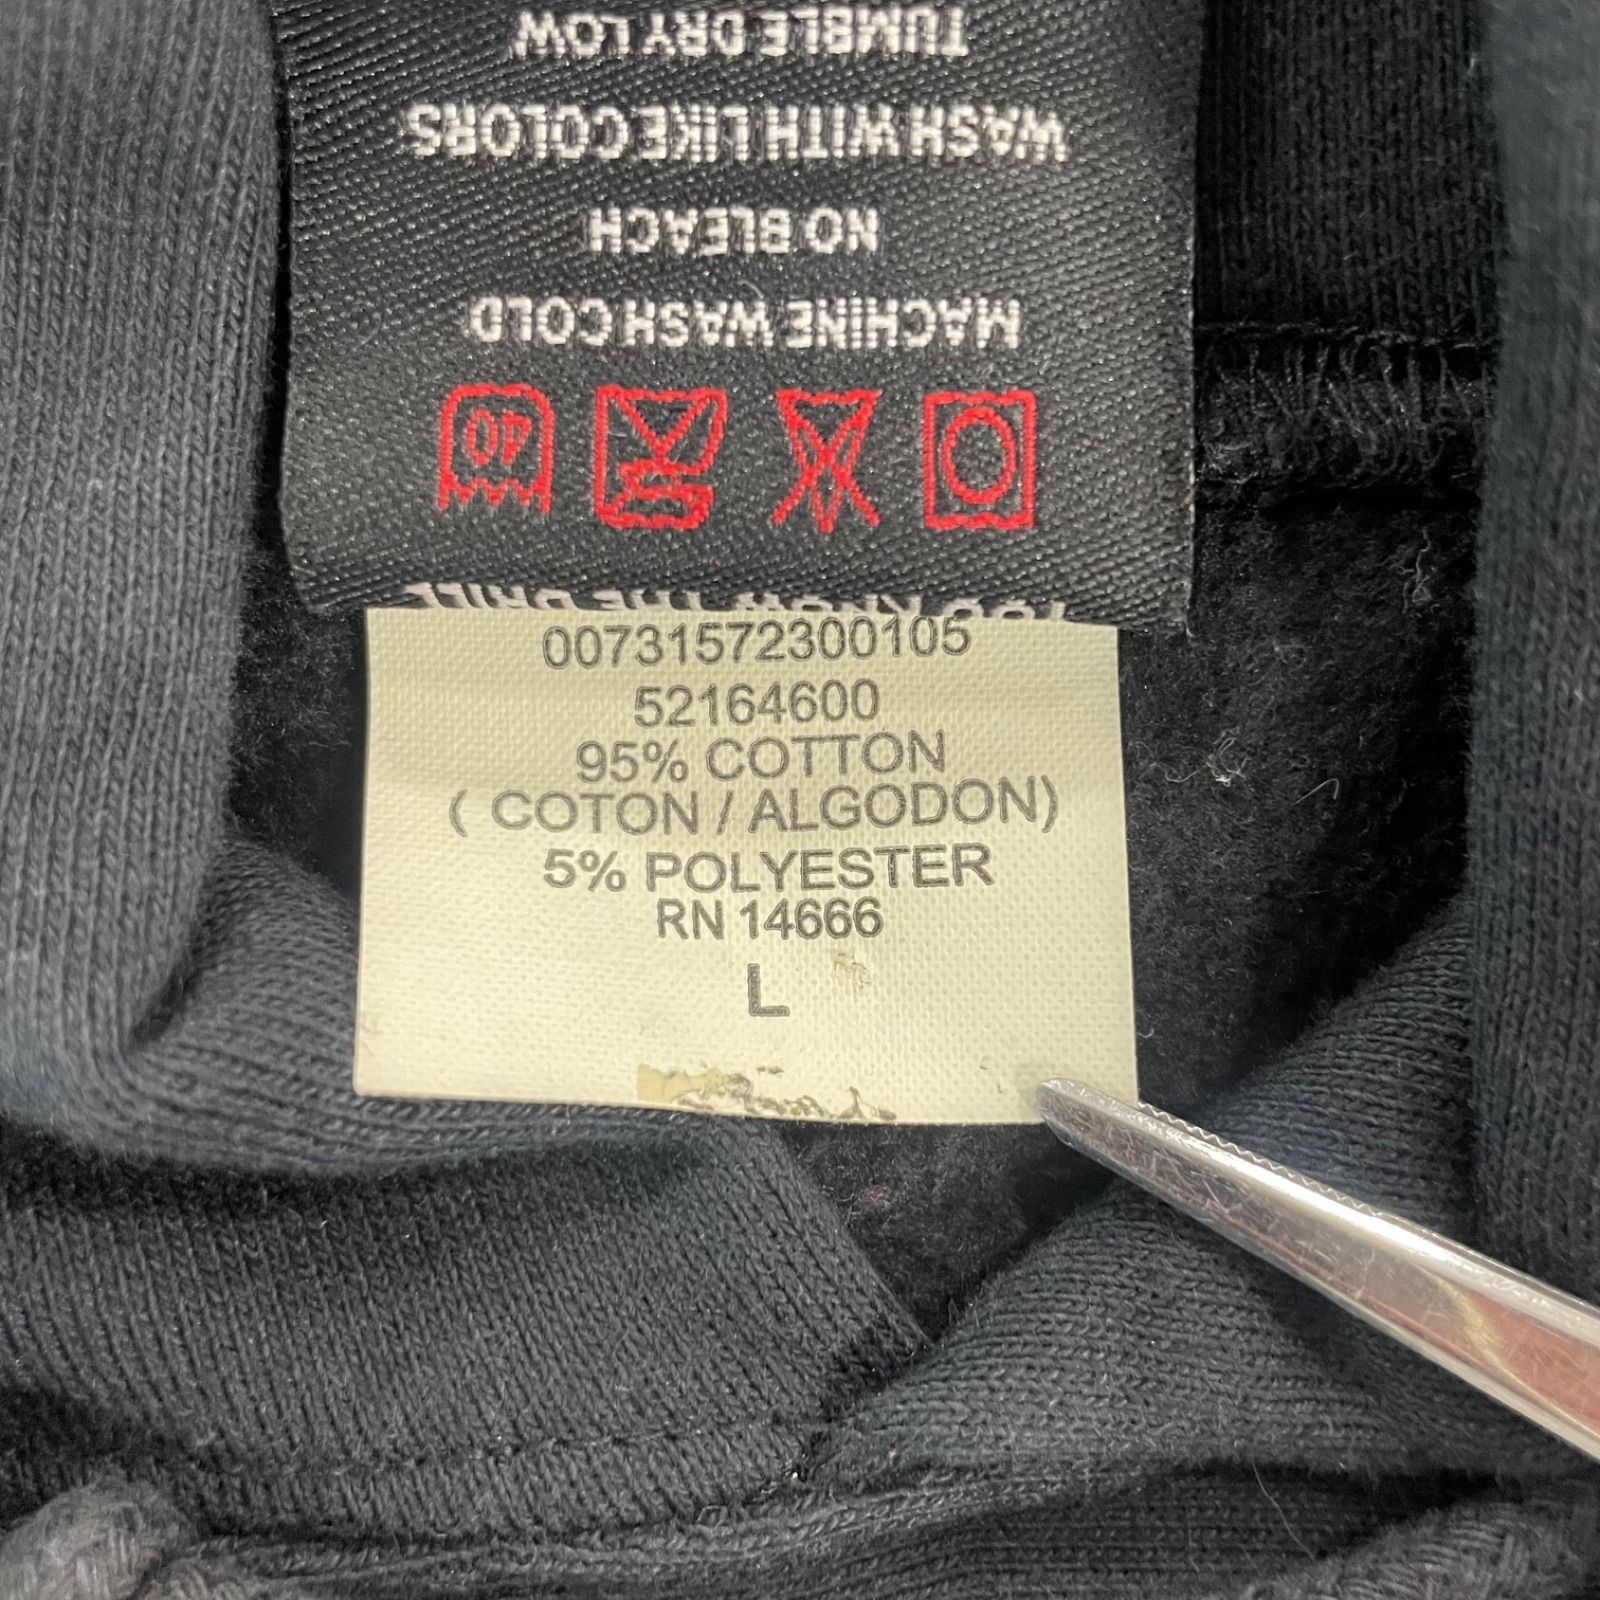 TUMBLE DRY LOW
WASH WITH LIKE COLORS
NO BLEACH
MACHINE WASH COLD
40
00731572300105
52164600
95% COTTON
( COTON / ALGODON)
5% POLYESTER
RN 14666
L